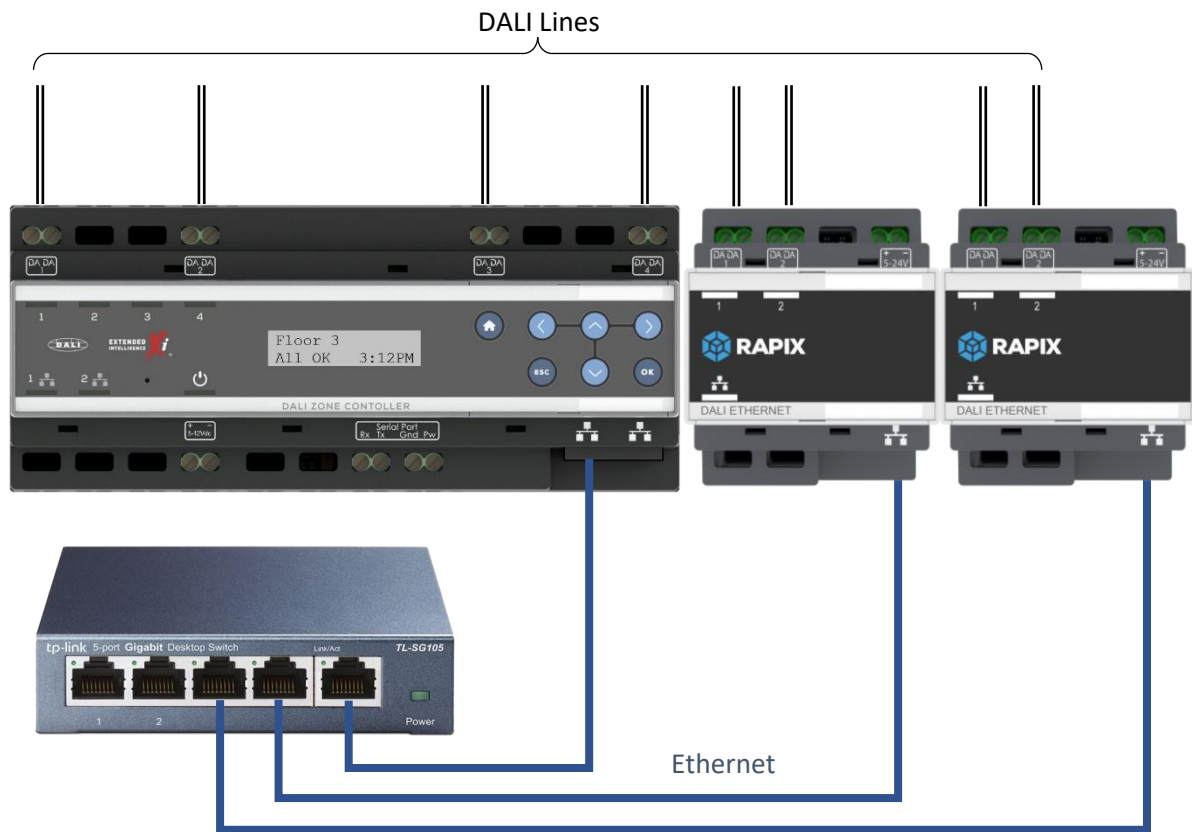 DALI Lines
DA DA
1
DA DA
2
DA DA
3
DA DA
4
1 2 3 4
DALI
EXTENDED
INTELLIGENCE Xi
Floor 3
All OK 3:12PM
ESC
OK
1
2
DALI ZONE CONTOLLER
+ -
5-12Vdc
Serial Port
Rx Tx Gnd Pw
DA DA
1
DA DA
2
+ -
5-24V
1 2
RAPIX
DALI ETHERNET
DA DA
1
DA DA
2
+ -
5-24V
1 2
RAPIX
DALI ETHERNET
tp-link 5-port Gigabit Desktop Switch
Link/Act
TL-SG105
1 2
Power
Ethernet